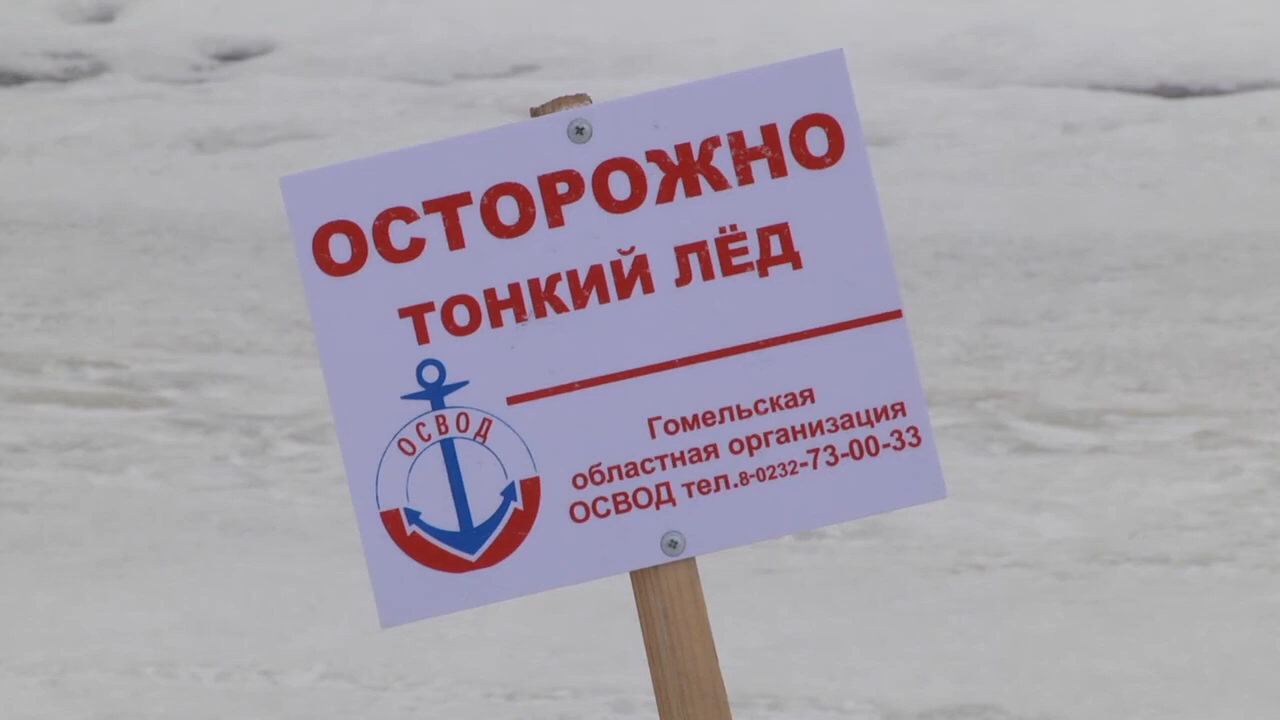 ОСТОРОЖНО
ТОНКИЙ ЛЁД
ОСВОД
Гомельская
областная организация
ОСВОД тел.8-0232-73-00-33